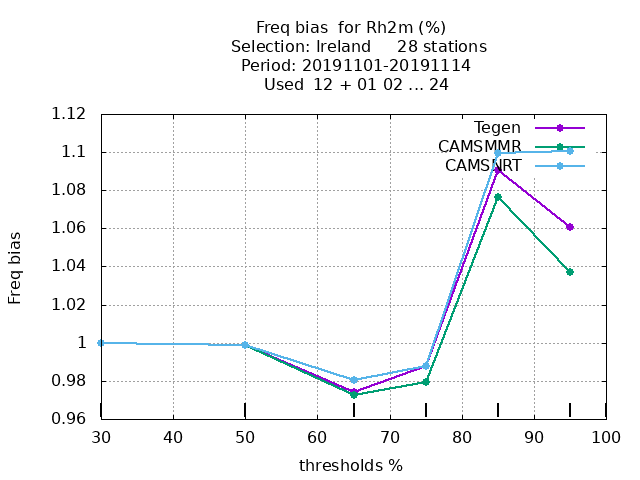 Freq bias  for Rh2m (%)
Selection: Ireland     28 stations
Period: 20191101-20191114
Used  12 + 01 02 ... 24
1.12
1.1
1.08
1.06
1.04
1.02
1
0.98
0.96
Freq bias
Tegen
CAMSMMR
CAMSNRT
30 40 50 60 70 80 90 100
thresholds %